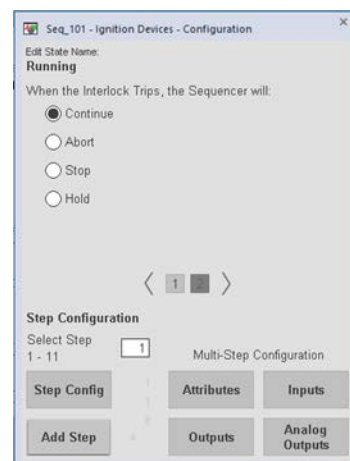 Seq_101 - Ignition Devices - Configuration ×
Edit State Name:
Running
When the Interlock Trips, the Sequencer will:
Continue
Abort
Stop
Hold
1 2
Step Configuration
Select Step
1 - 11
1
Multi-Step Configuration
Step Config
Attributes
Inputs
Add Step
Outputs
Analog
Outputs